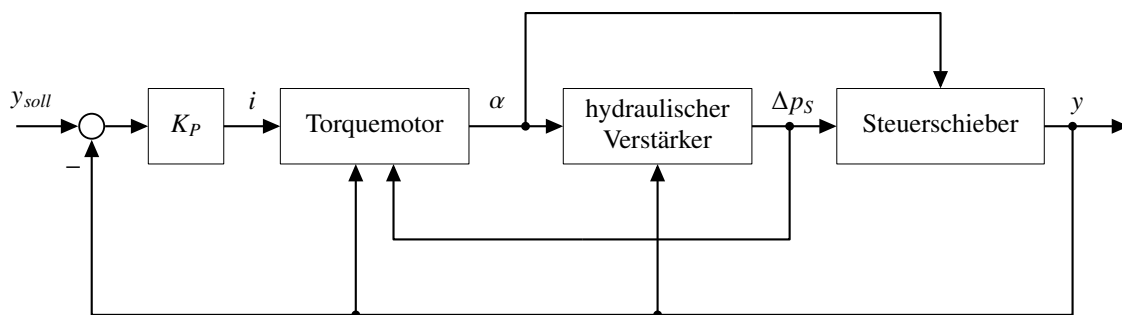 y_soll
−
K_P
i
Torquemotor
α
hydraulischer
Verstärker
Δp_S
Steuerschieber
y